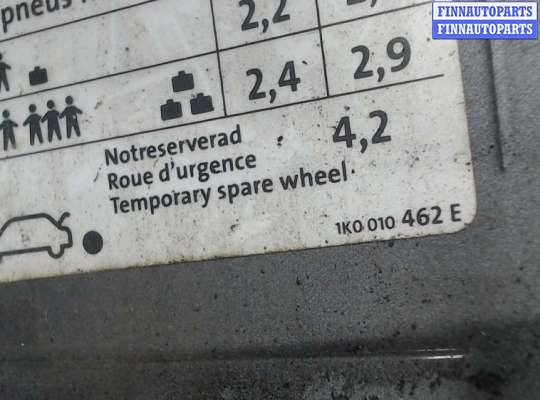 FINNAUTOPARTS
FINNAUTOPARTS
pneus
2,2
2,4 2,9
Notreserverad 4,2
Roue d'urgence
Temporary spare wheel
1K0 010 462 E